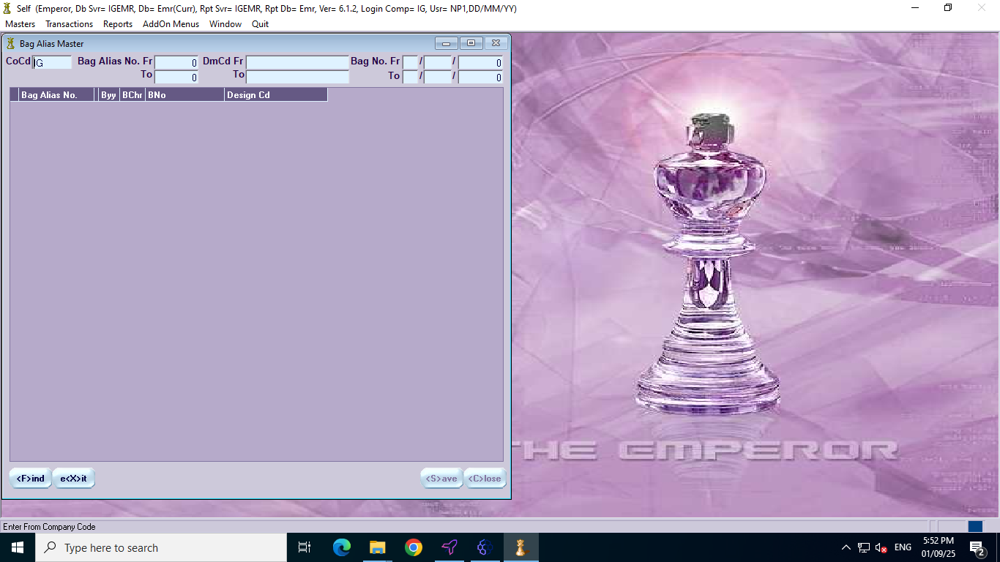 Self (Emperor, Db Svr= IGEMR, Db= Emr(Curr), Rpt Svr= IGEMR, Rpt Db= Emr, Ver= 6.1.2, Login Comp= IG, Usr= NP1,DD/MM/YY)
Masters Transactions Reports AddOn Menus Window Quit
Bag Alias Master
CoCd IG Bag Alias No. Fr 0 DmCd Fr Bag No. Fr / / 0
To 0 To To / / 0
Bag Alias No. Byy BChr BNo Design Cd
THE EMPEROR
<F>ind e<X>it <S>ave <C>lose
Enter From Company Code
Type here to search
ENG
5:52 PM
01/09/25
2